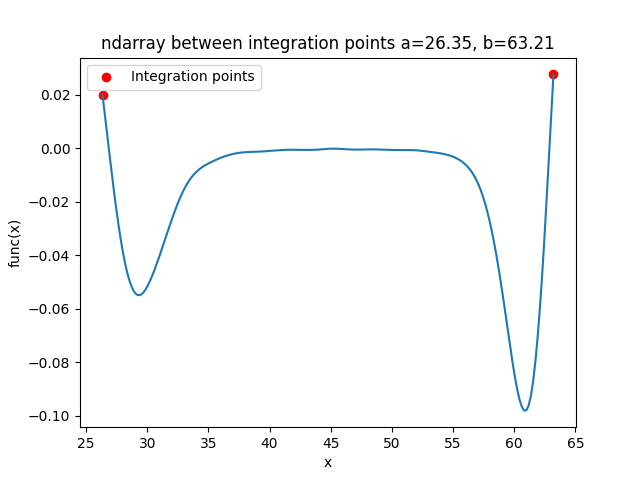 ndarray between integration points a=26.35, b=63.21
Integration points
0.02
0.00
−0.02
−0.04
−0.06
−0.08
−0.10
func(x)
25 30 35 40 45 50 55 60 65
x